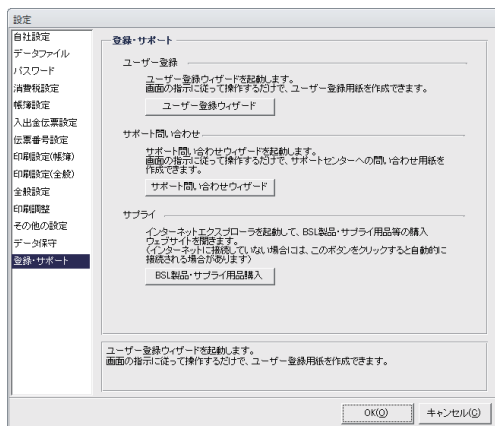 設定
自社設定
データファイル
パスワード
消費税設定
帳簿設定
入出金伝票設定
伝票番号設定
印刷設定(帳簿)
印刷設定(全般)
全般設定
印刷調整
その他の設定
データ保守
登録・サポート
登録・サポート
ユーザー登録
ユーザー登録ウィザードを起動します。
画面の指示に従って操作するだけで、ユーザー登録用紙を作成できます。
ユーザー登録ウィザード
サポート問い合わせ
サポート問い合わせウィザードを起動します。
画面の指示に従って操作するだけで、サポートセンターへの問い合わせ用紙を
作成できます。
サポート問い合わせウィザード
サプライ
インターネットエクスプローラを起動して、BSL製品・サプライ用品等の購入
ウェブサイトを開きます。
(インターネットに接続していない場合には、このボタンをクリックすると自動的に
接続される場合があります)
BSL製品・サプライ用品購入
ユーザー登録ウィザードを起動します。
画面の指示に従って操作するだけで、ユーザー登録用紙を作成できます。
OK(O)
キャンセル(C)